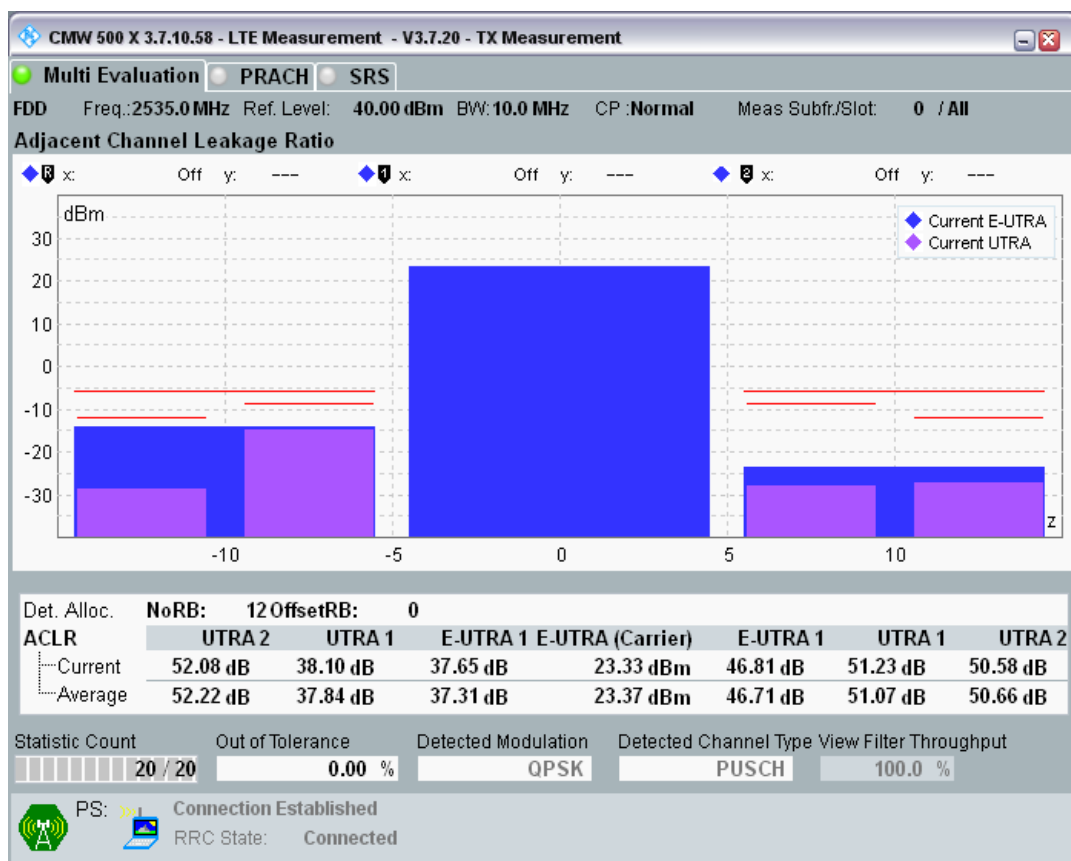 CMW 500 X 3.7.10.58 - LTE Measurement - V3.7.20 - TX Measurement
Multi Evaluation PRACH SRS
FDD Freq.:2535.0 MHz Ref. Level: 40.00 dBm BW:10.0 MHz CP :Normal Meas Subfr./Slot: 0 / All
Adjacent Channel Leakage Ratio
R x: Off y: --- 1 x: Off y: --- 2 x: Off y: ---
dBm
Current E-UTRA
Current UTRA
30
20
10
0
-10
-20
-30
z
-10 -5 0 5 10
Det. Alloc. NoRB: 12 OffsetRB: 0
ACLR UTRA 2 UTRA 1 E-UTRA 1 E-UTRA (Carrier) E-UTRA 1 UTRA 1 UTRA 2
Current 52.08 dB 38.10 dB 37.65 dB 23.33 dBm 46.81 dB 51.23 dB 50.58 dB
Average 52.22 dB 37.84 dB 37.31 dB 23.37 dBm 46.71 dB 51.07 dB 50.66 dB
Statistic Count Out of Tolerance Detected Modulation Detected Channel Type View Filter Throughput
20 / 20 0.00 % QPSK PUSCH 100.0 %
PS: Connection Established
RRC State: Connected